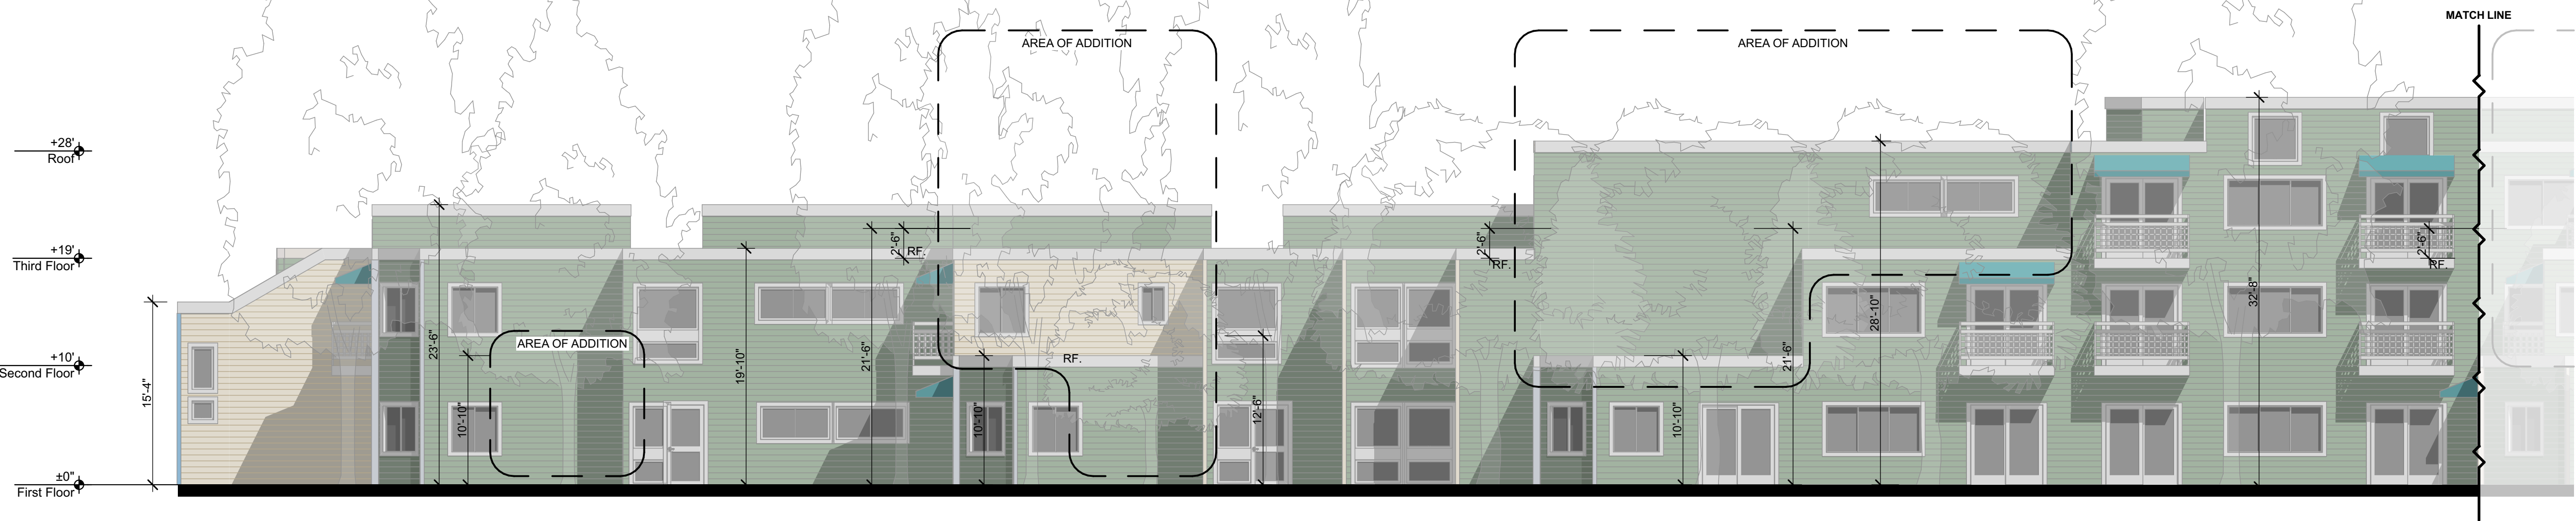 MATCH LINE
AREA OF ADDITION
AREA OF ADDITION
+28'
Roof
2'-6"
RF.
2'-6"
RF.
2'-6"
RF.
+19'
Third Floor
32'-8"
28'-10"
23'-6"
AREA OF ADDITION
19'-10"
21'-6"
RF.
21'-6"
+10'
Second Floor
15'-4"
10'-10"
10'-10"
12'-6"
10'-10"
±0"
First Floor